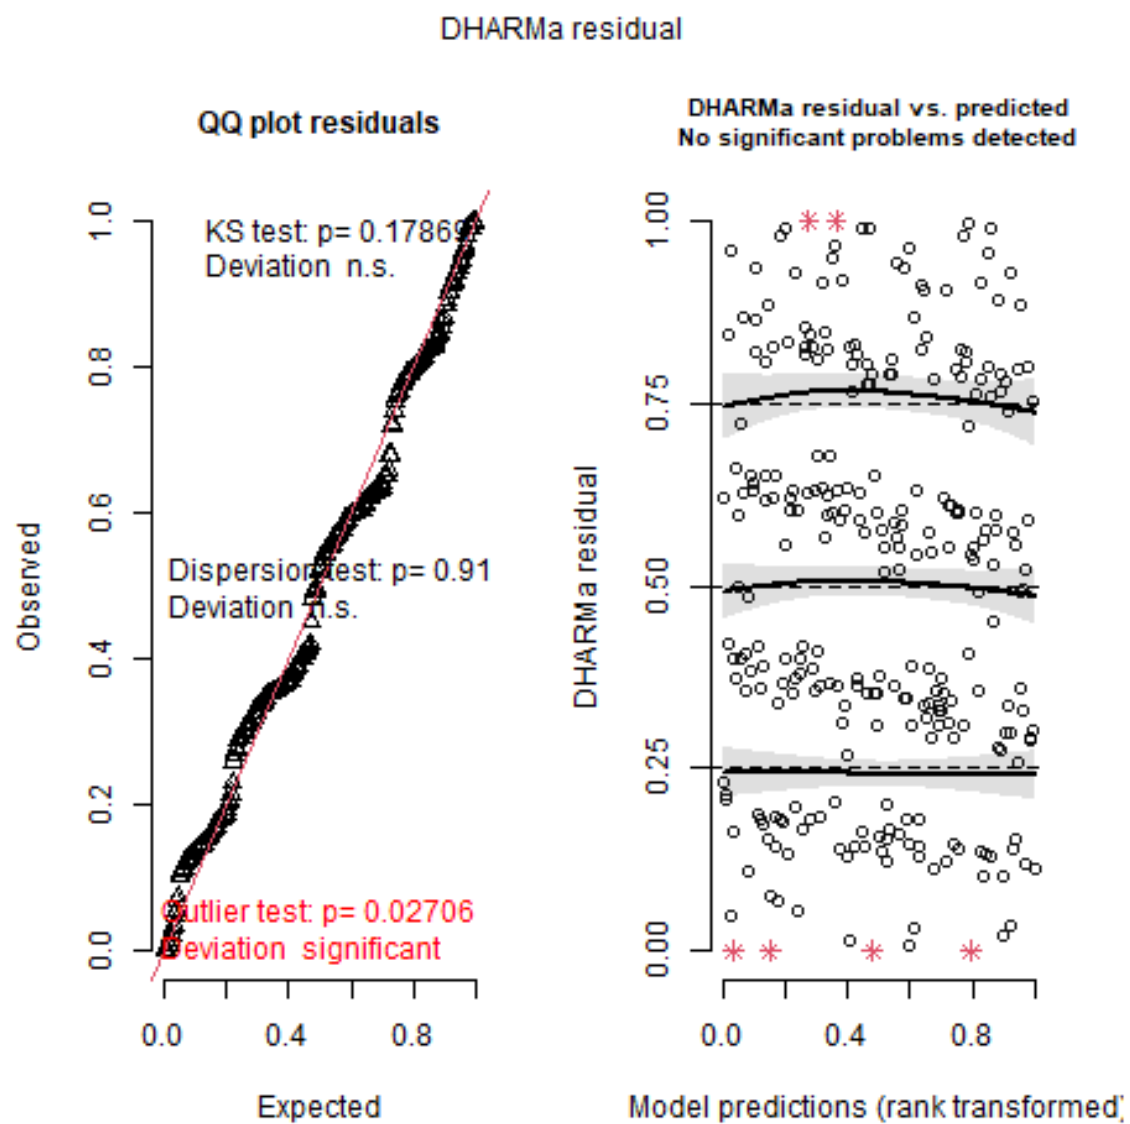 DHARMa residual
QQ plot residuals
KS test: p= 0.17869
Deviation n.s.
Dispersion test: p= 0.91
Deviation n.s.
Outlier test: p= 0.02706
Deviation significant
Observed
0.0 0.2 0.4 0.6 0.8 1.0
0.0 0.4 0.8
Expected
DHARMa residual vs. predicted
No significant problems detected
DHARMa residual
0.00 0.25 0.50 0.75 1.00
0.0 0.4 0.8
Model predictions (rank transformed)